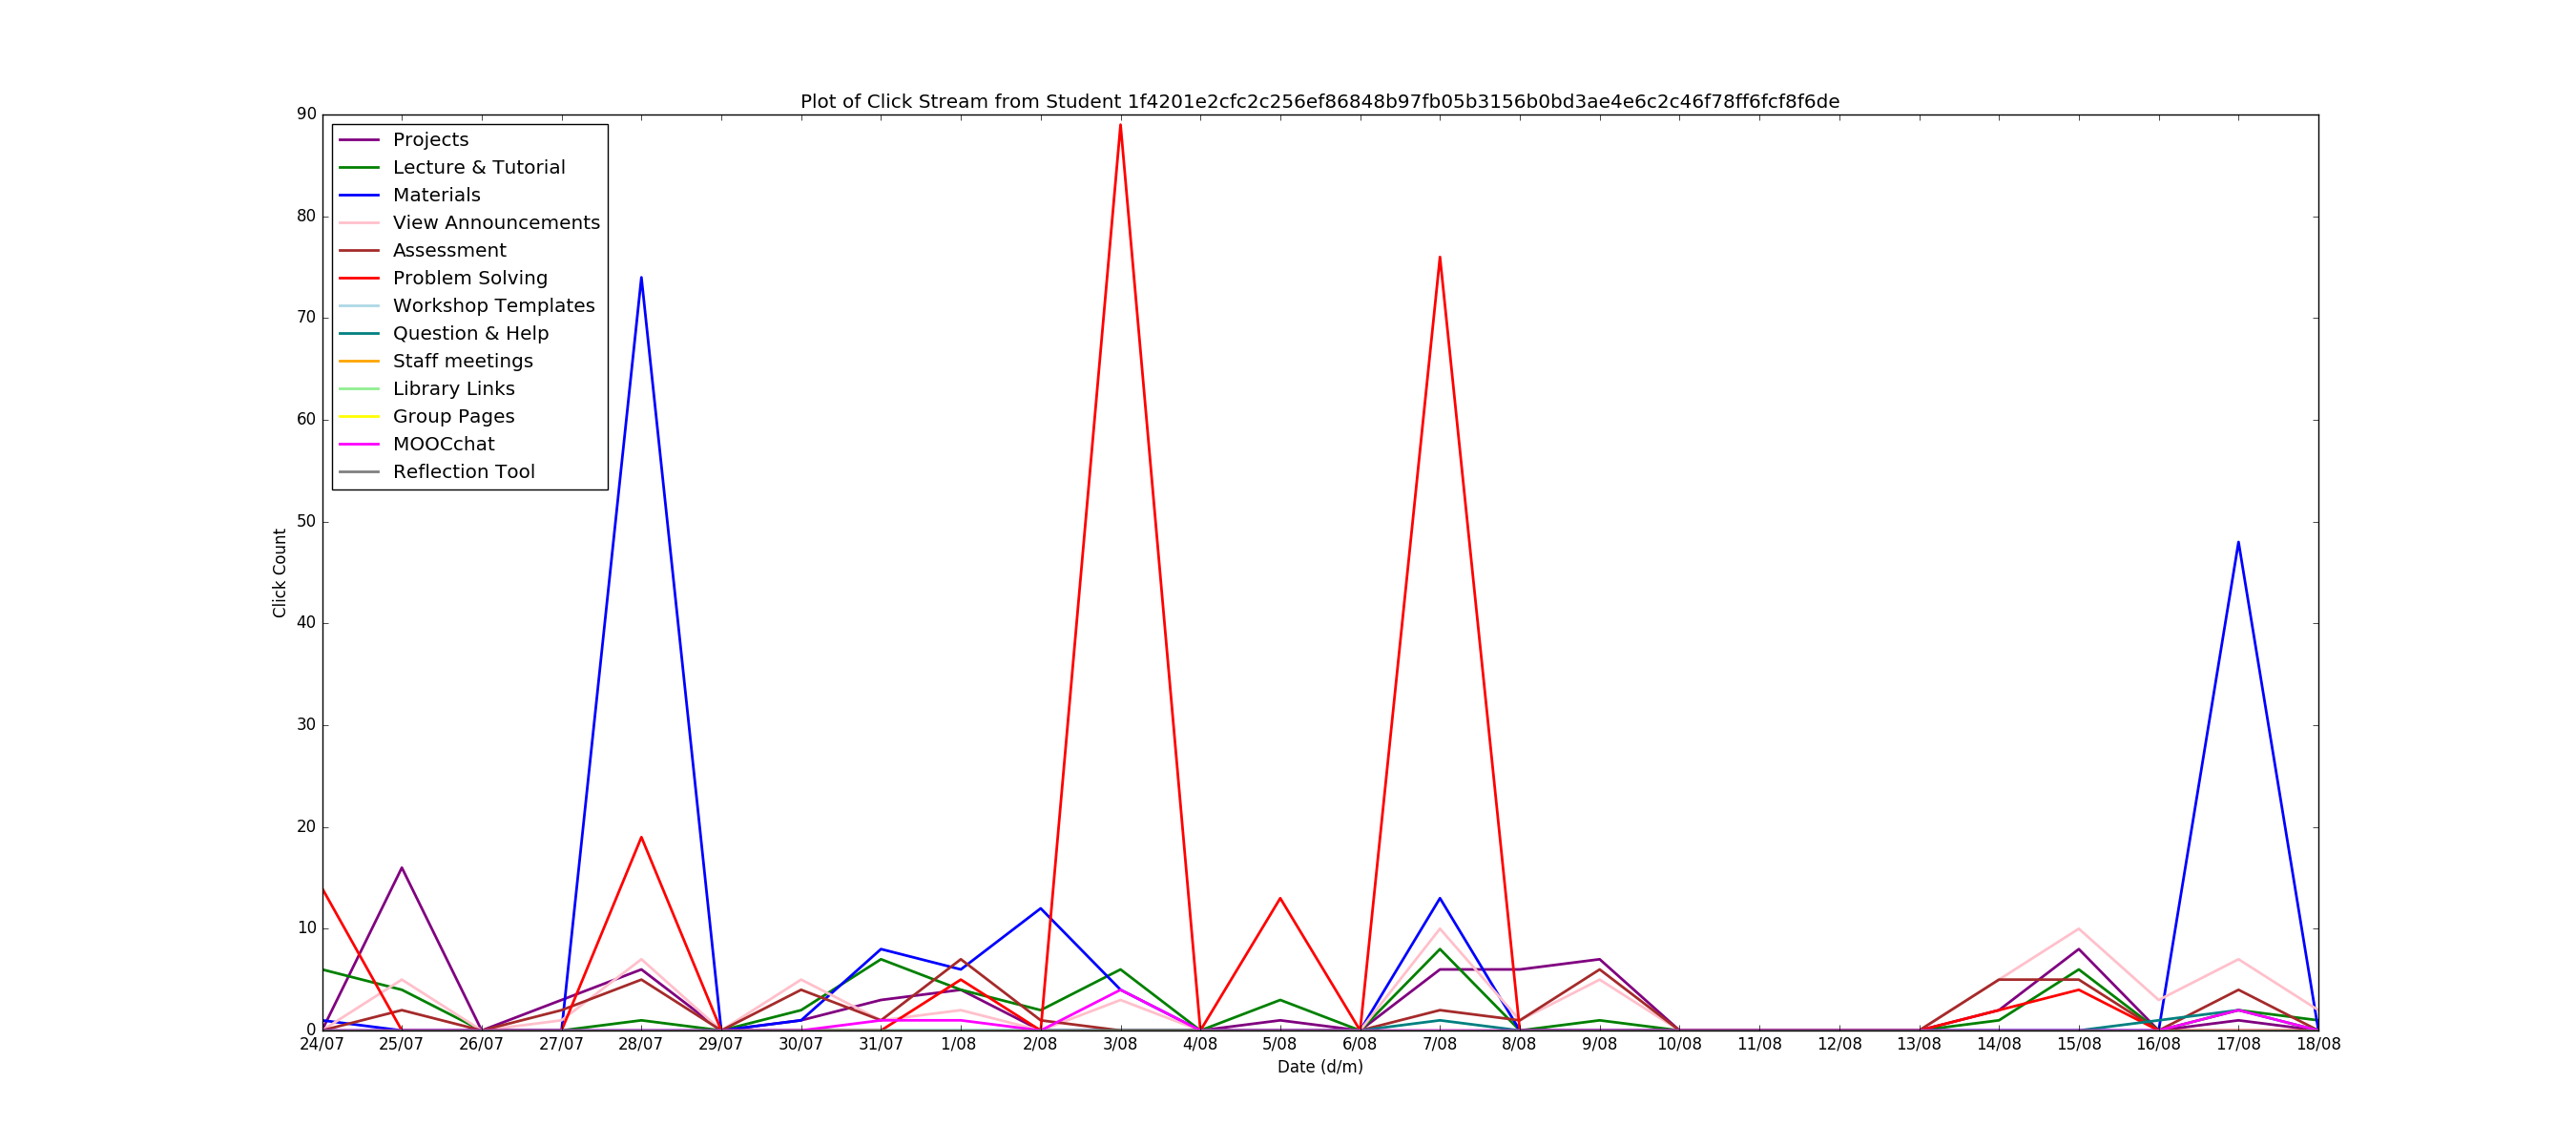 Plot of Click Stream from Student 1f4201e2cfc2c256ef86848b97fb05b3156b0bd3ae4e6c2c46f78ff6fcf8f6de
90
80
70
60
50
40
30
20
10
0
Click Count
Projects
Lecture & Tutorial
Materials
View Announcements
Assessment
Problem Solving
Workshop Templates
Question & Help
Staff meetings
Library Links
Group Pages
MOOCchat
Reflection Tool
24/07 25/07 26/07 27/07 28/07 29/07 30/07 31/07 1/08 2/08 3/08 4/08 5/08 6/08 7/08 8/08 9/08 10/08 11/08 12/08 13/08 14/08 15/08 16/08 17/08 18/08
Date (d/m)